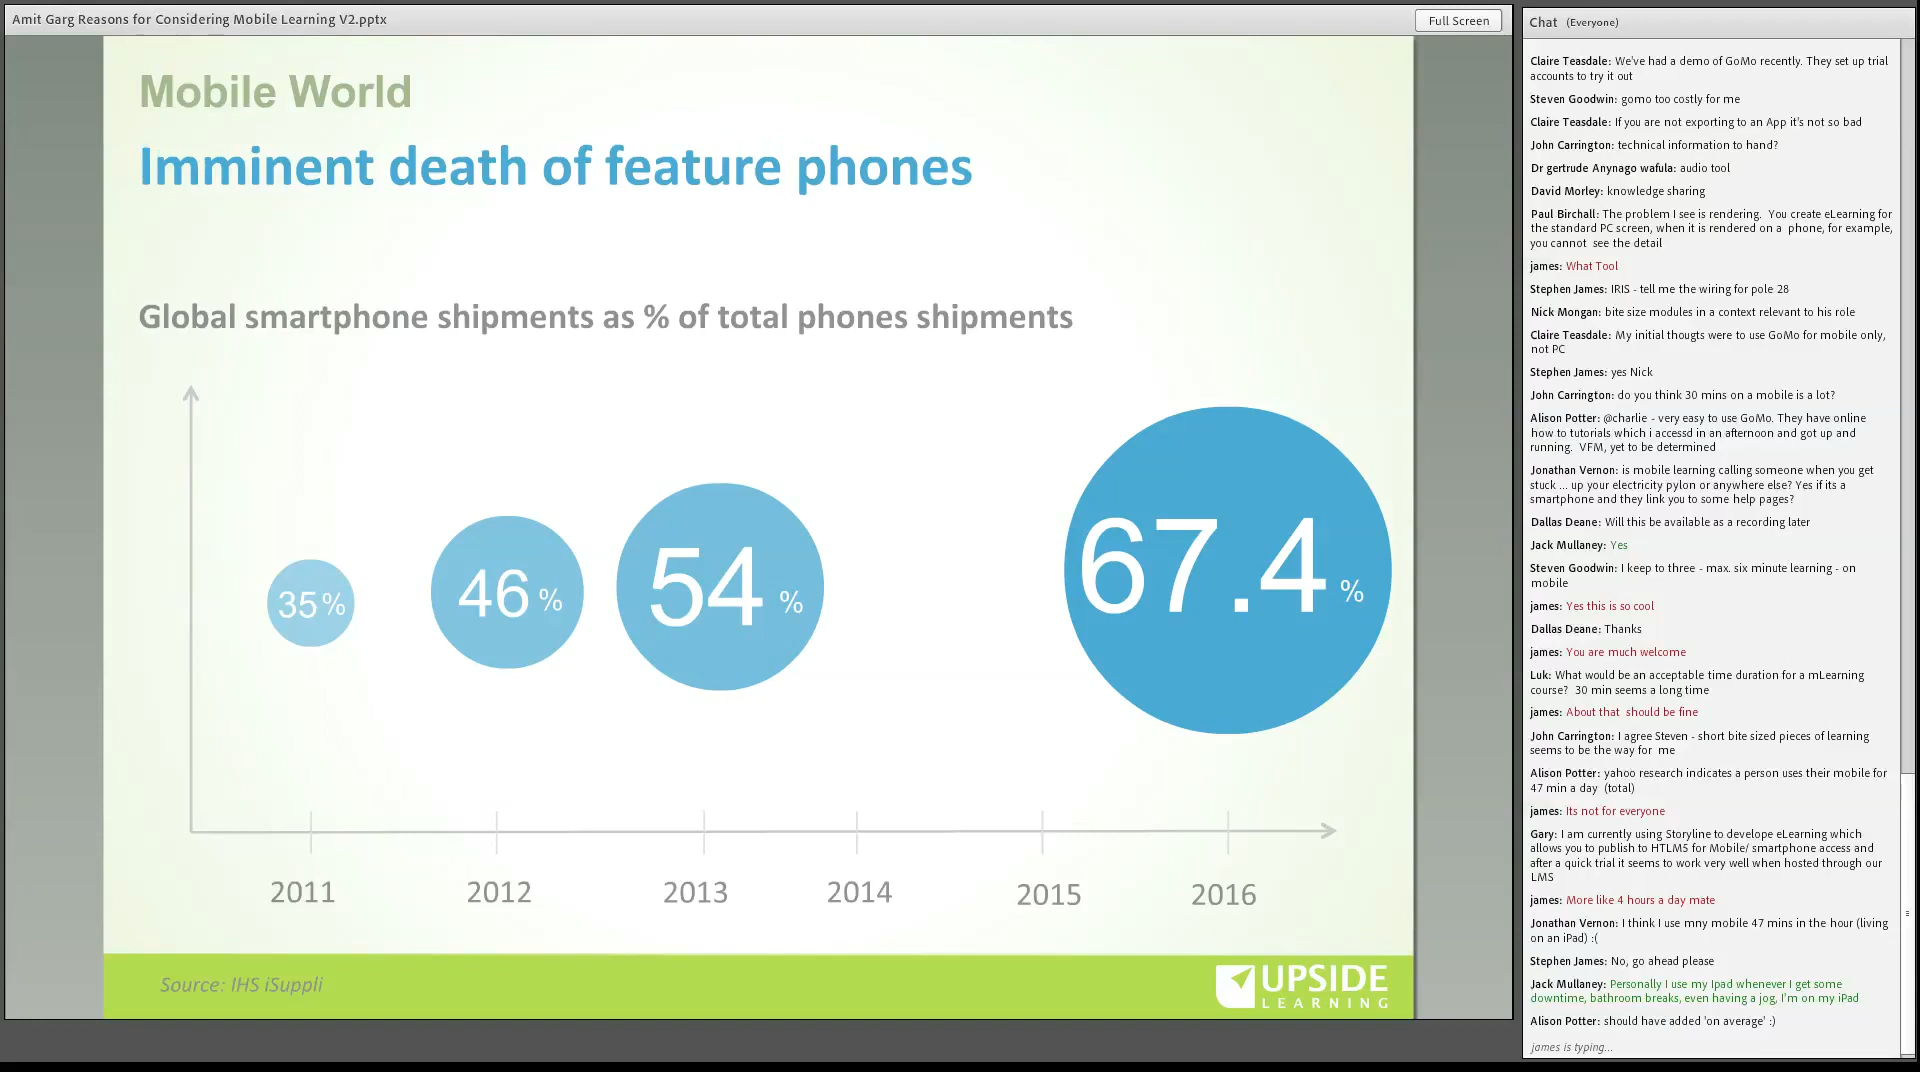 Amit Garg Reasons for Considering Mobile Learning V2.pptx
Full Screen
Mobile World
Imminent death of feature phones
Global smartphone shipments as % of total phones shipments
35%
46 %
54 %
67.4 %
2011
2012
2013
2014
2015
2016
Source: IHS iSuppli
UPSIDE
LEARNING
Chat (Everyone)
Claire Teasdale: We've had a demo of GoMo recently. They set up trial
accounts to try it out
Steven Goodwin: gomo too costly for me
Claire Teasdale: If you are not exporting to an App it's not so bad
John Carrington: technical information to hand?
Dr gertrude Anynago wafula: audio tool
David Morley: knowledge sharing
Paul Birchall: The problem I see is rendering. You create eLearning for
the standard PC screen, when it is rendered on a phone, for example,
you cannot see the detail
james: What Tool
Stephen James: IRIS - tell me the wiring for pole 28
Nick Mongan: bite size modules in a context relevant to his role
Claire Teasdale: My initial thougts were to use GoMo for mobile only,
not PC
Stephen James: yes Nick
John Carrington: do you think 30 mins on a mobile is a lot?
Alison Potter: @charlie - very easy to use GoMo. They have online
how to tutorials which i accessd in an afternoon and got up and
running. VFM, yet to be determined
Jonathan Vernon: is mobile learning calling someone when you get
stuck ... up your electricity pylon or anywhere else? Yes if its a
smartphone and they link you to some help pages?
Dallas Deane: Will this be available as a recording later
Jack Mullaney: Yes
Steven Goodwin: I keep to three - max. six minute learning - on
mobile
james: Yes this is so cool
Dallas Deane: Thanks
james: You are much welcome
Luk: What would be an acceptable time duration for a mLearning
course? 30 min seems a long time
james: About that should be fine
John Carrington: I agree Steven - short bite sized pieces of learning
seems to be the way for me
Alison Potter: yahoo research indicates a person uses their mobile for
47 min a day (total)
james: Its not for everyone
Gary: I am currently using Storyline to develope eLearning which
allows you to publish to HTLM5 for Mobile/ smartphone access and
after a quick trial it seems to work very well when hosted through our
LMS
james: More like 4 hours a day mate
Jonathan Vernon: I think I use mny mobile 47 mins in the hour (living
on an iPad) :(
Stephen James: No, go ahead please
Jack Mullaney: Personally I use my Ipad whenever I get some
downtime, bathroom breaks, even having a jog, I'm on my iPad
Alison Potter: should have added 'on average' :)
james is typing...